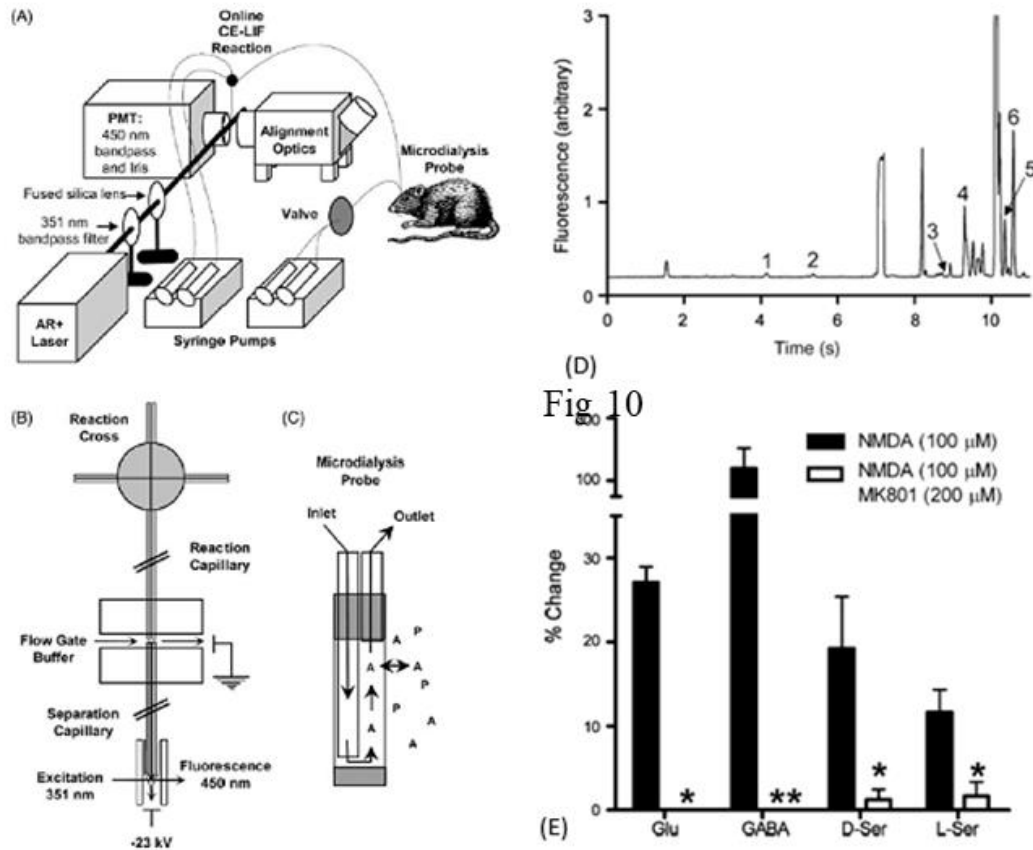 (A)
Online
CE-LIF
Reaction
PMT:
450 nm
bandpass
and Iris
Alignment
Optics
Microdialysis
Probe
Fused silica lens
351 nm
bandpass filter
Valve
AR+
Laser
Syringe Pumps
Fluorescence (arbitrary)
3
2
1
0
1
2
3
4
5
6
0
2
4
6
8
10
Time (s)
(D)
Fig 10
(B)
Reaction
Cross
Reaction
Capillary
Flow Gate
Buffer
Separation
Capillary
Excitation
351 nm
Fluorescence
450 nm
-23 kV
(C)
Microdialysis
Probe
Inlet
Outlet
A P
A A
P
A P
A A
A
% Change
100
30
20
10
0
NMDA (100 μM)
NMDA (100 μM)
MK801 (200 μM)
*
**
*
*
Glu
GABA
D-Ser
L-Ser
(E)